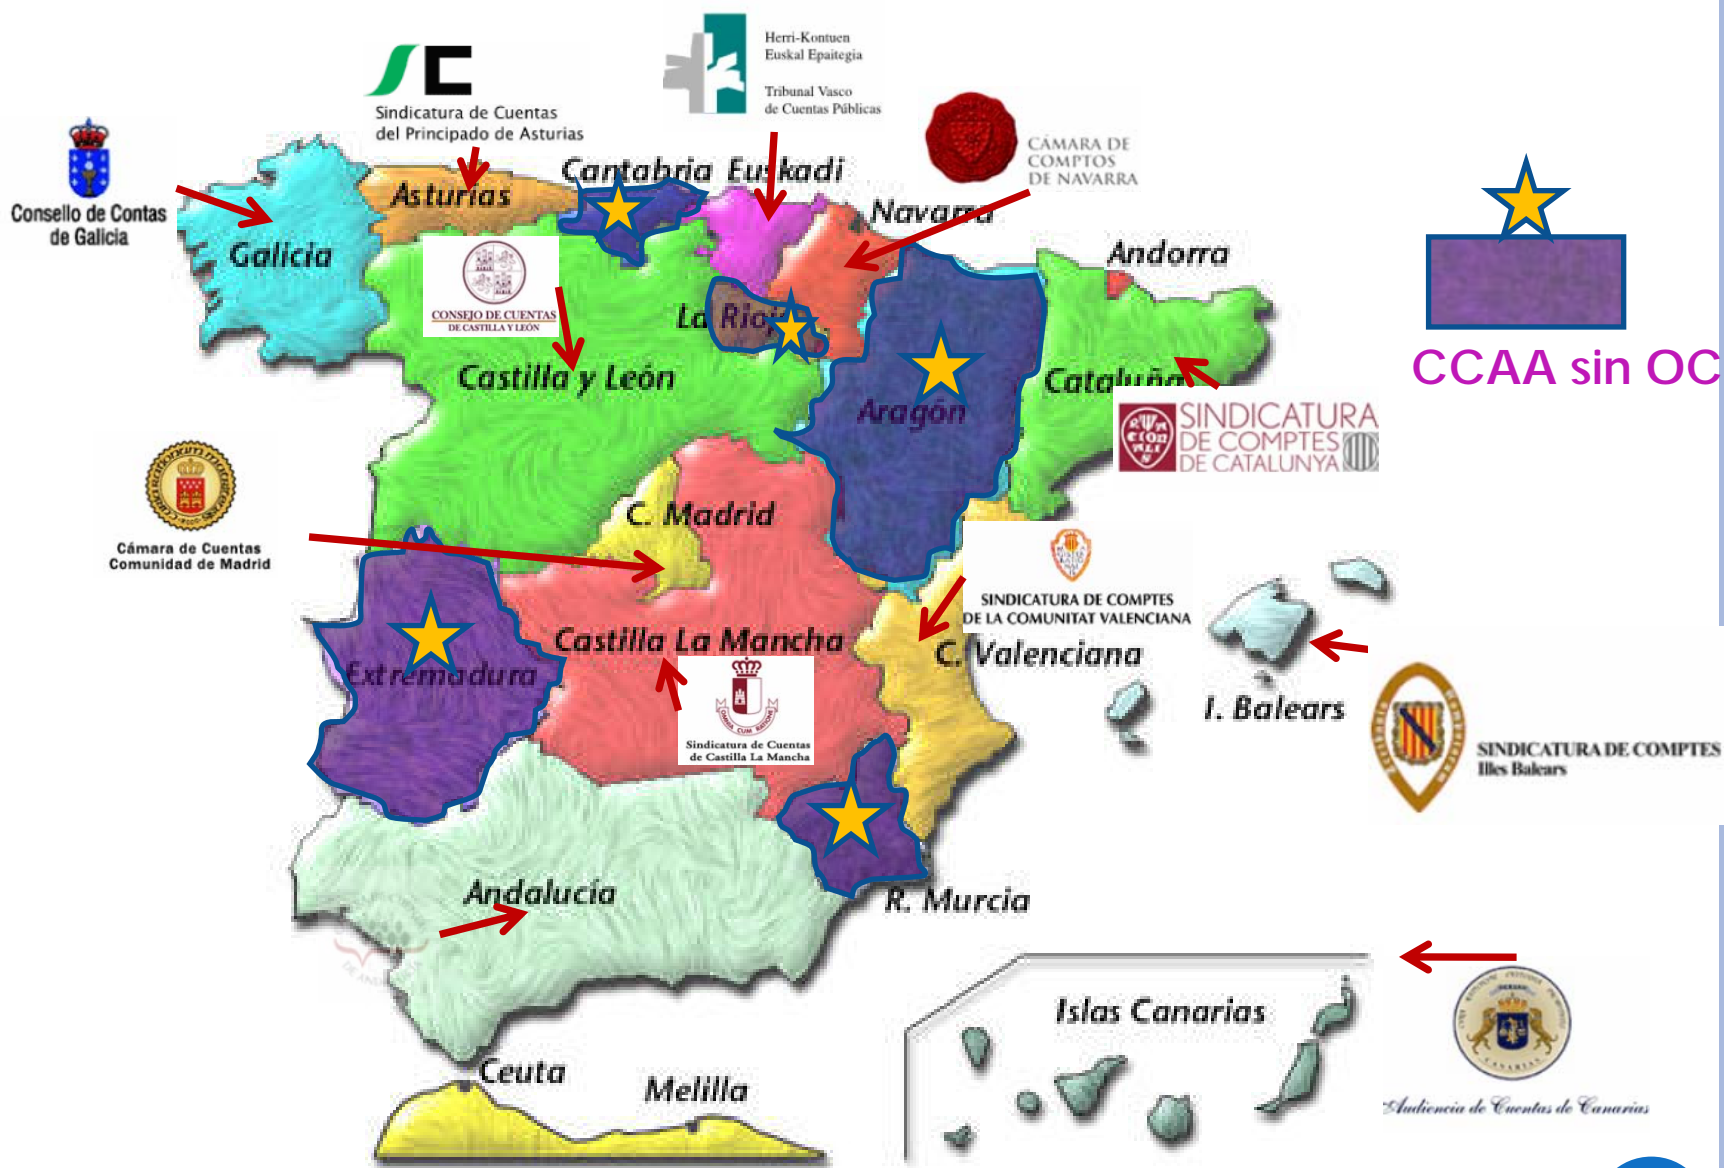 Herri-Kontuen
Euskal Epaitegia
Tribunal Vasco
de Cuentas Públicas
Sindicatura de Cuentas
del Principado de Asturias
CÁMARA DE
COMPTOS
DE NAVARRA
Consello de Contas
de Galicia
Cantabria
Euskadi
Asturias
Navarra
Galicia
Andorra
CONSEJO DE CUENTAS
DE CASTILLA Y LEÓN
La Rioja
CCAA sin OC
Castilla y León
Cataluña
Aragón
SINDICATURA
DE COMPTES
DE CATALUNYA
C. Madrid
Cámara de Cuentas
Comunidad de Madrid
SINDICATURA DE COMPTES
DE LA COMUNITAT VALENCIANA
Castilla La Mancha
C. Valenciana
Extremadura
I. Balears
Sindicatura de Cuentas
de Castilla La Mancha
SINDICATURA DE COMPTES
Illes Balears
Andalucía
R. Murcia
Islas Canarias
Ceuta
Melilla
CANARIAS
Audiencia de Cuentas de Canarias